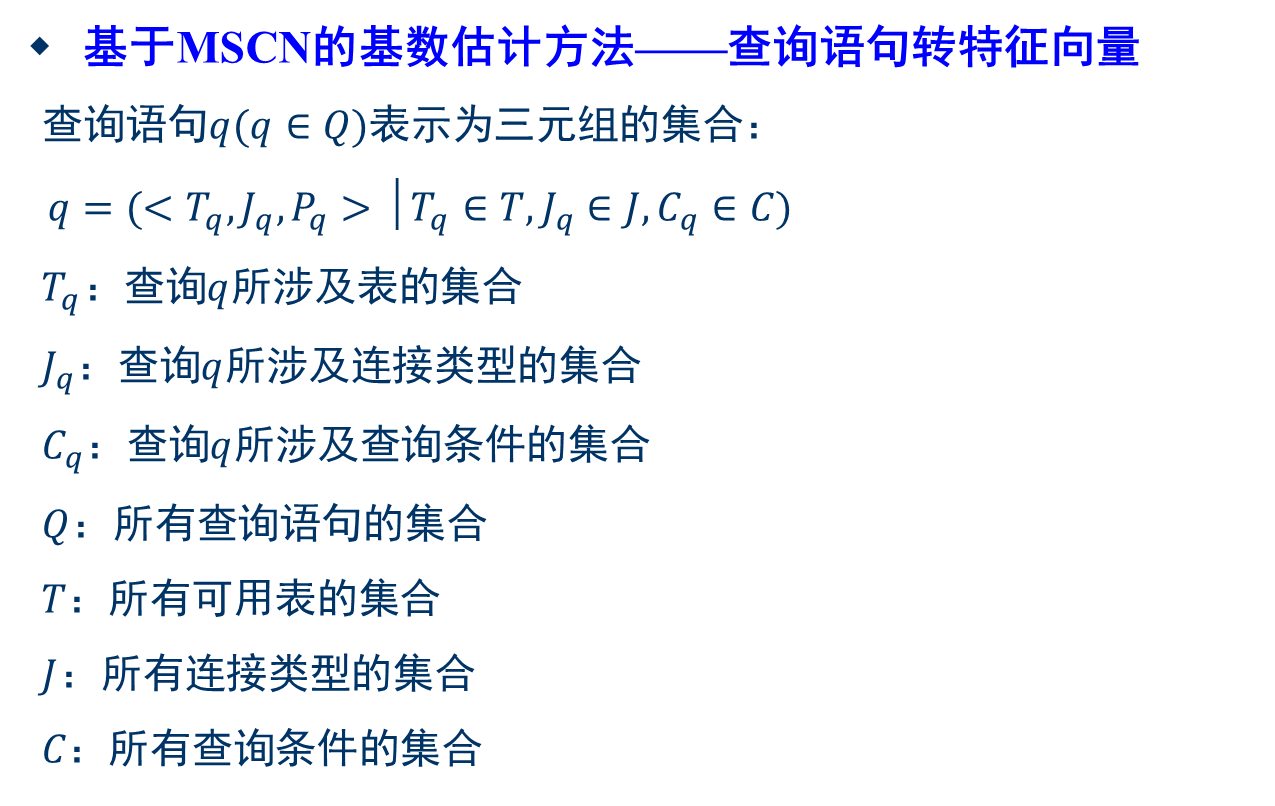 ◆ 基于MSCN的基数估计方法——查询语句转特征向量
查询语句q(q ∈ Q)表示为三元组的集合：
q = (< T_q, J_q, P_q > | T_q ∈ T, J_q ∈ J, C_q ∈ C)
T_q：查询q所涉及表的集合
J_q：查询q所涉及连接类型的集合
C_q：查询q所涉及查询条件的集合
Q：所有查询语句的集合
T：所有可用表的集合
J：所有连接类型的集合
C：所有查询条件的集合